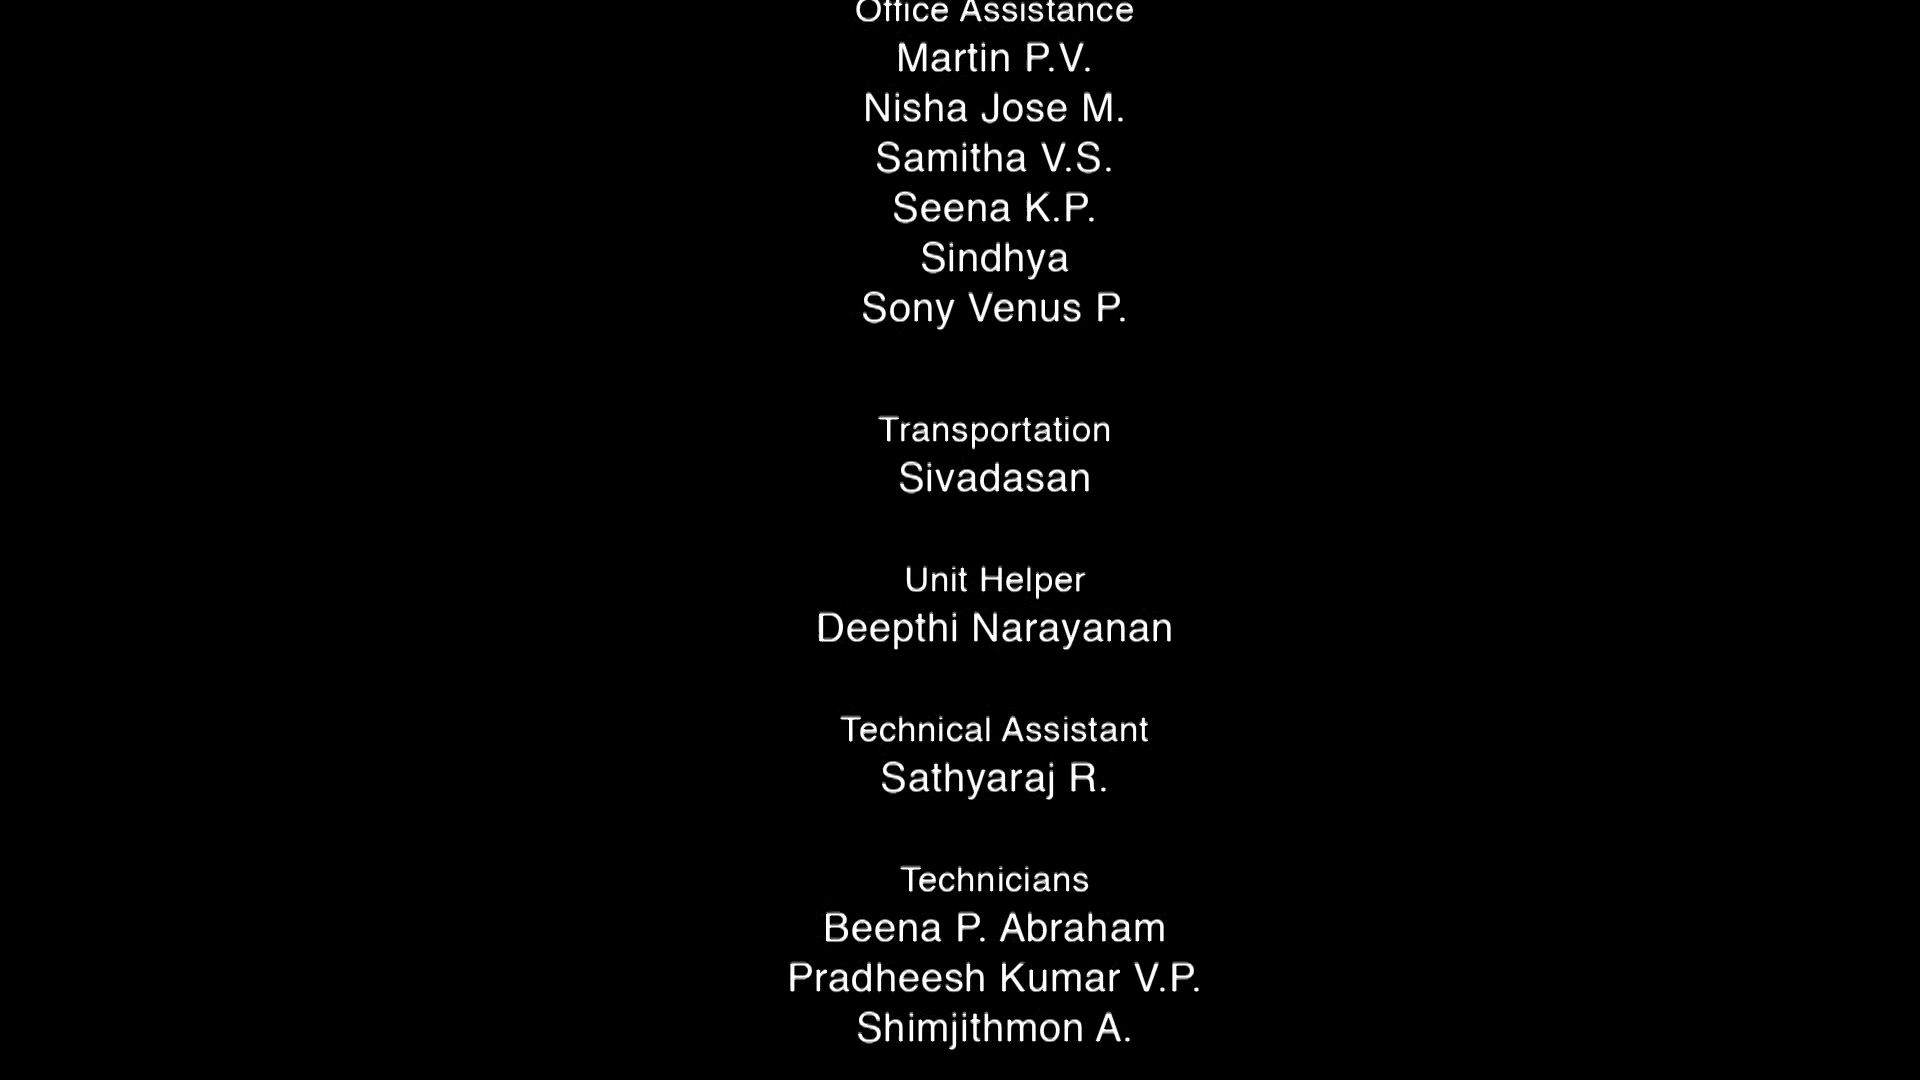 Office Assistance
Martin P.V.
Nisha Jose M.
Samitha V.S.
Seena K.P.
Sindhya
Sony Venus P.
Transportation
Sivadasan
Unit Helper
Deepthi Narayanan
Technical Assistant
Sathyaraj R.
Technicians
Beena P. Abraham
Pradheesh Kumar V.P.
Shimjithmon A.